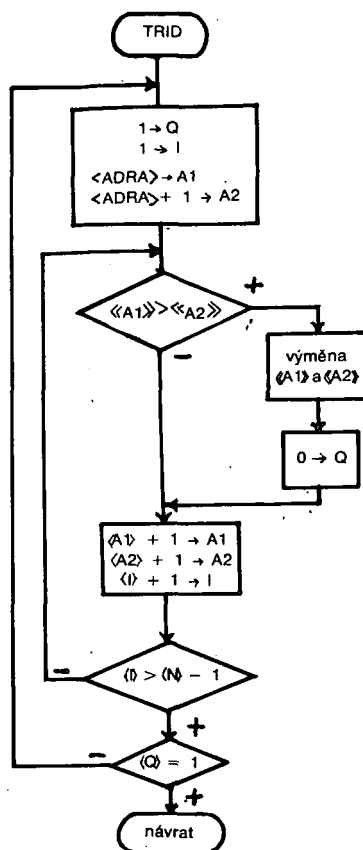 TRID
1 → Q
1 → I
<ADRA> → A1
<ADRA> + 1 → A2
⟪A1⟫ > ⟪A2⟫
+
−
výměna
⟪A1⟫ a ⟪A2⟫
0 → Q
⟨A1⟩ + 1 → A1
⟨A2⟩ + 1 → A2
⟨I⟩ + 1 → I
⟨I⟩ > ⟨N⟩ − 1
−
+
⟨Q⟩ = 1
−
+
návrat